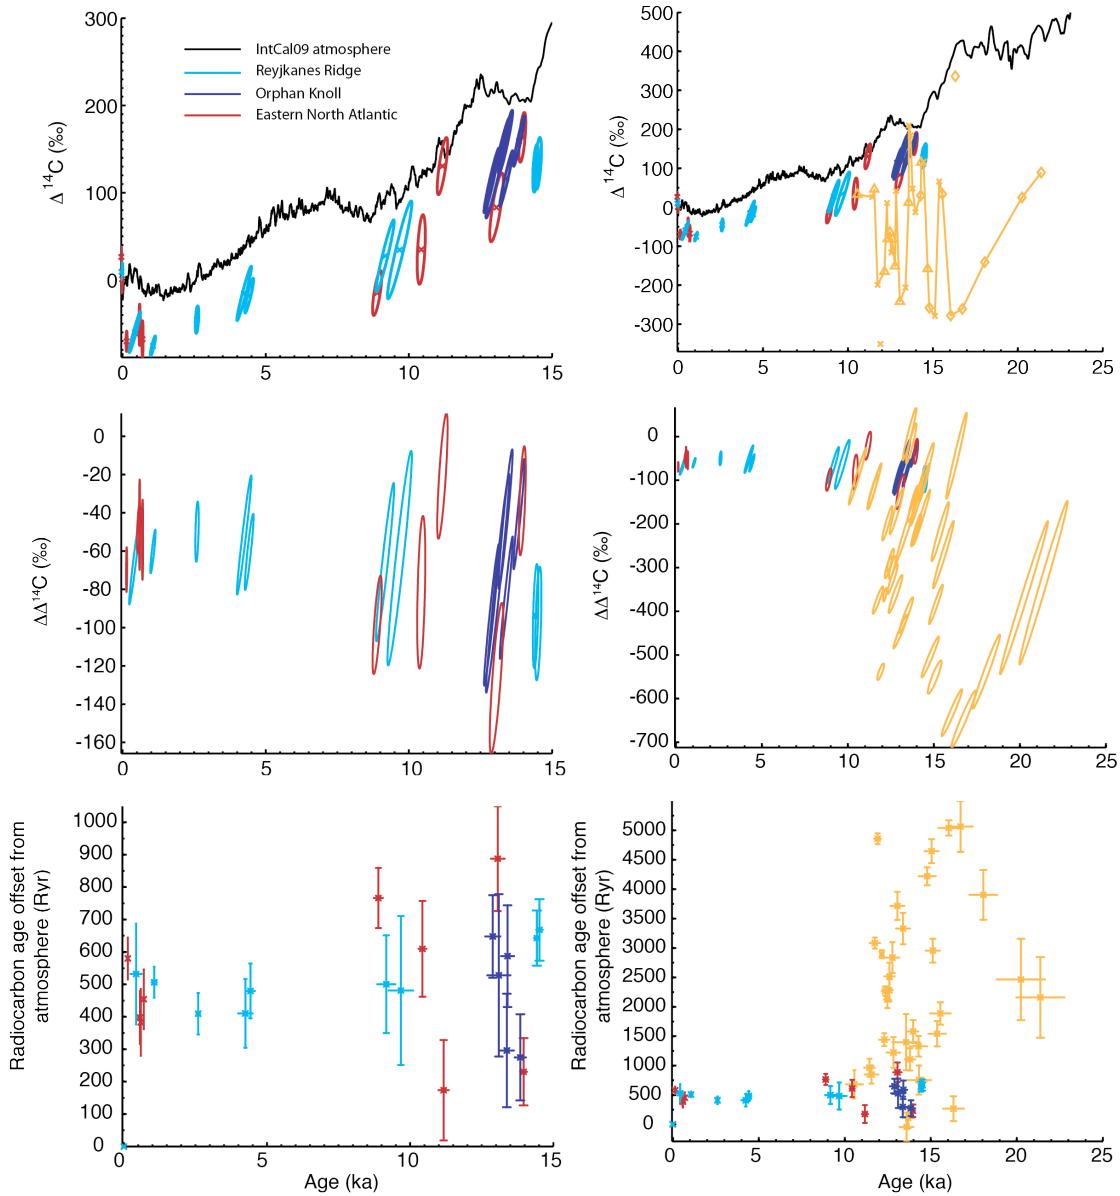 300
200
100
0
Δ 14C (‰)
IntCal09 atmosphere
Reyjkanes Ridge
Orphan Knoll
Eastern North Atlantic
0 5 10 15
500
400
300
200
100
0
-100
-200
-300
Δ 14C (‰)
0 5 10 15 20 25
0
-20
-40
-60
-80
-100
-120
-140
-160
ΔΔ14C (‰)
0 5 10 15
0
-100
-200
-300
-400
-500
-600
-700
ΔΔ14C (‰)
0 5 10 15 20 25
1000
900
800
700
600
500
400
300
200
100
0
Radiocarbon age offset from
atmosphere (Ryr)
0 5 10 15
Age (ka)
5000
4500
4000
3500
3000
2500
2000
1500
1000
500
0
Radiocarbon age offset from
atmosphere (Ryr)
0 5 10 15 20 25
Age (ka)